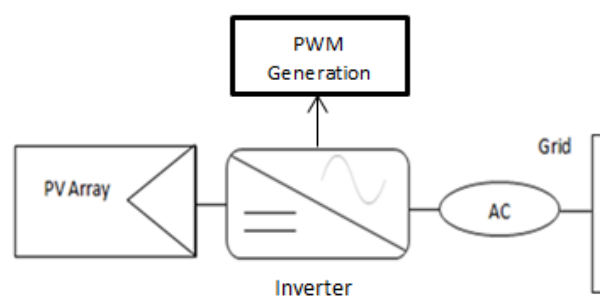 PWM
Generation
PV Array
Grid
AC
Inverter